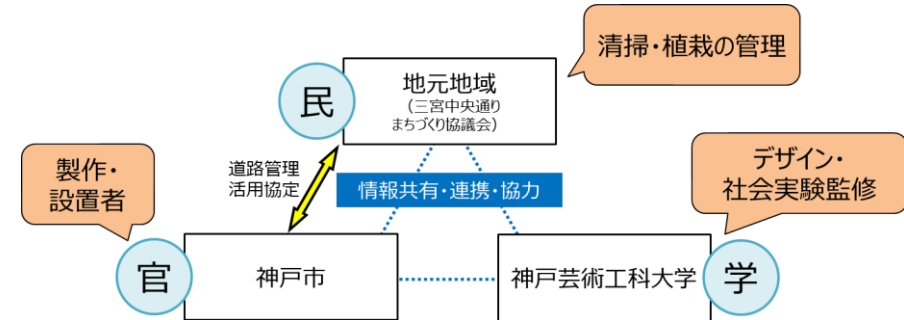 清掃・植栽の管理
民
地元地域
（三宮中央通り
まちづくり協議会）
製作・
設置者
道路管理
活用協定
情報共有・連携・協力
デザイン・
社会実験監修
官
神戸市
神戸芸術工科大学
学